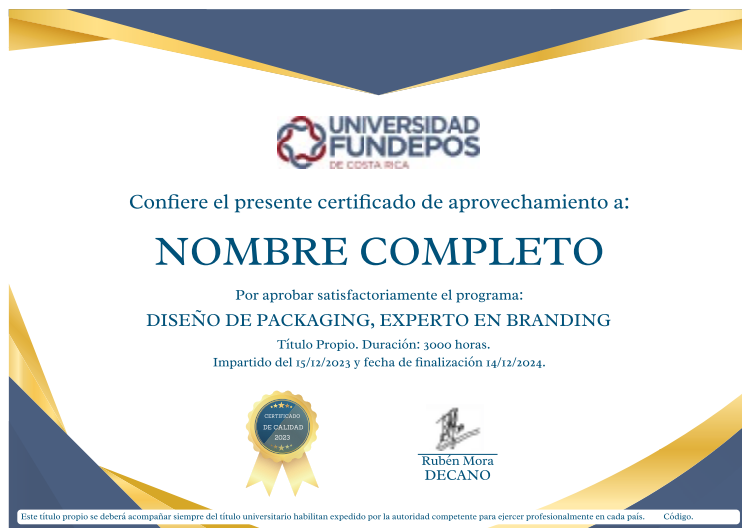 UNIVERSIDAD
FUNDEPOS
DE COSTA RICA
Confiere el presente certificado de aprovechamiento a:
NOMBRE COMPLETO
Por aprobar satisfactoriamente el programa:
DISEÑO DE PACKAGING, EXPERTO EN BRANDING
Título Propio. Duración: 3000 horas.
Impartido del 15/12/2023 y fecha de finalización 14/12/2024.
CERTIFICADO
DE CALIDAD
2023
Rubén Mora
DECANO
Este título propio se deberá acompañar siempre del título universitario habilitan expedido por la autoridad competente para ejercer profesionalmente en cada país. Código.